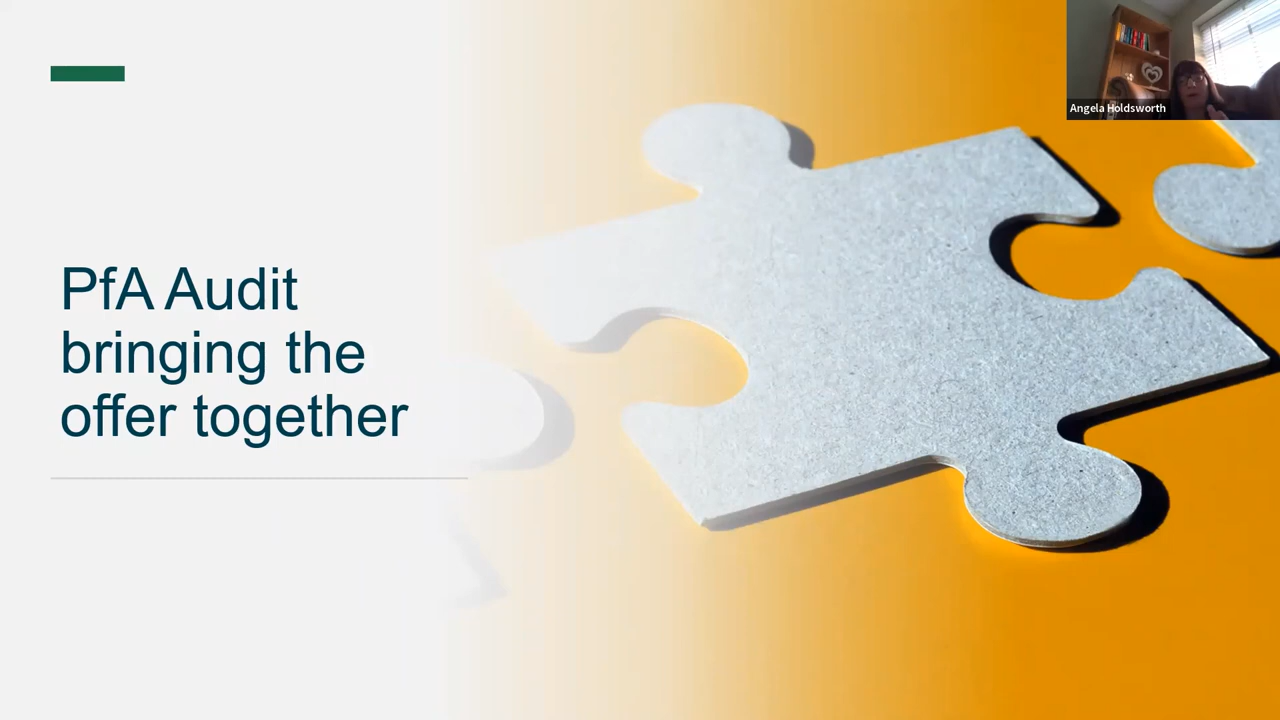 Angela Holdsworth
PfA Audit
bringing the
offer together